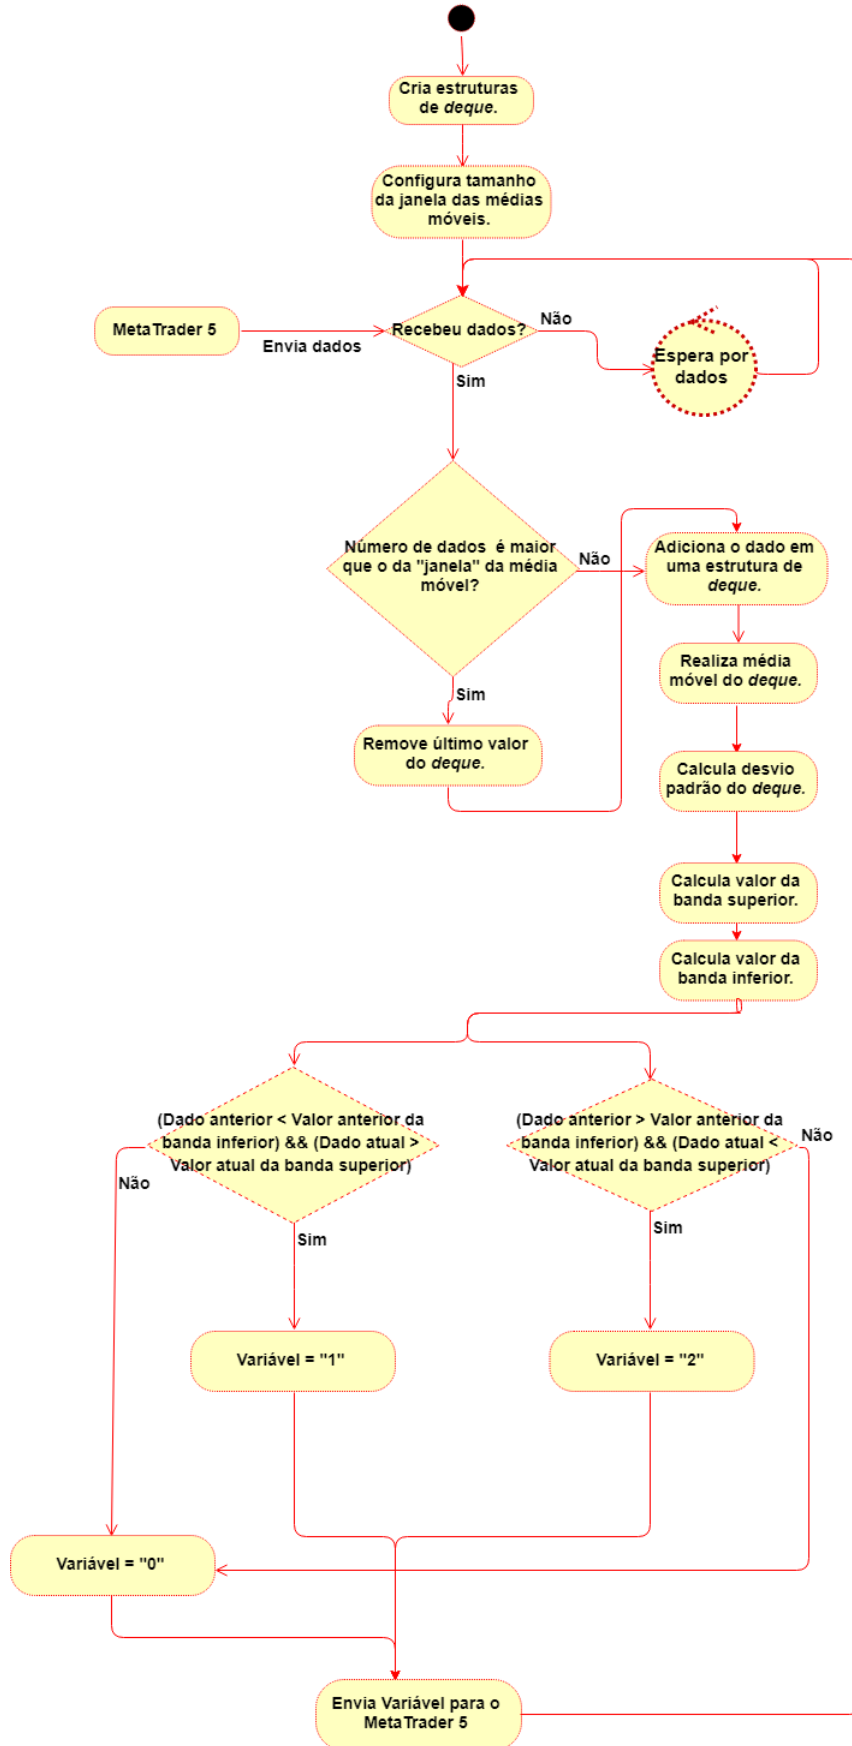 Cria estruturas
de deque.
Configura tamanho
da janela das médias
móveis.
MetaTrader 5
Envia dados
Recebeu dados?
Não
Espera por
dados
Sim
Número de dados é maior
que o da "janela" da média
móvel?
Não
Adiciona o dado em
uma estrutura de
deque.
Realiza média
móvel do deque.
Sim
Remove último valor
do deque.
Calcula desvio
padrão do deque.
Calcula valor da
banda superior.
Calcula valor da
banda inferior.
(Dado anterior < Valor anterior da
banda inferior) && (Dado atual >
Valor atual da banda superior)
Não
Sim
(Dado anterior > Valor anterior da
banda inferior) && (Dado atual <
Valor atual da banda superior)
Não
Sim
Variável = "1"
Variável = "2"
Variável = "0"
Envia Variável para o
MetaTrader 5